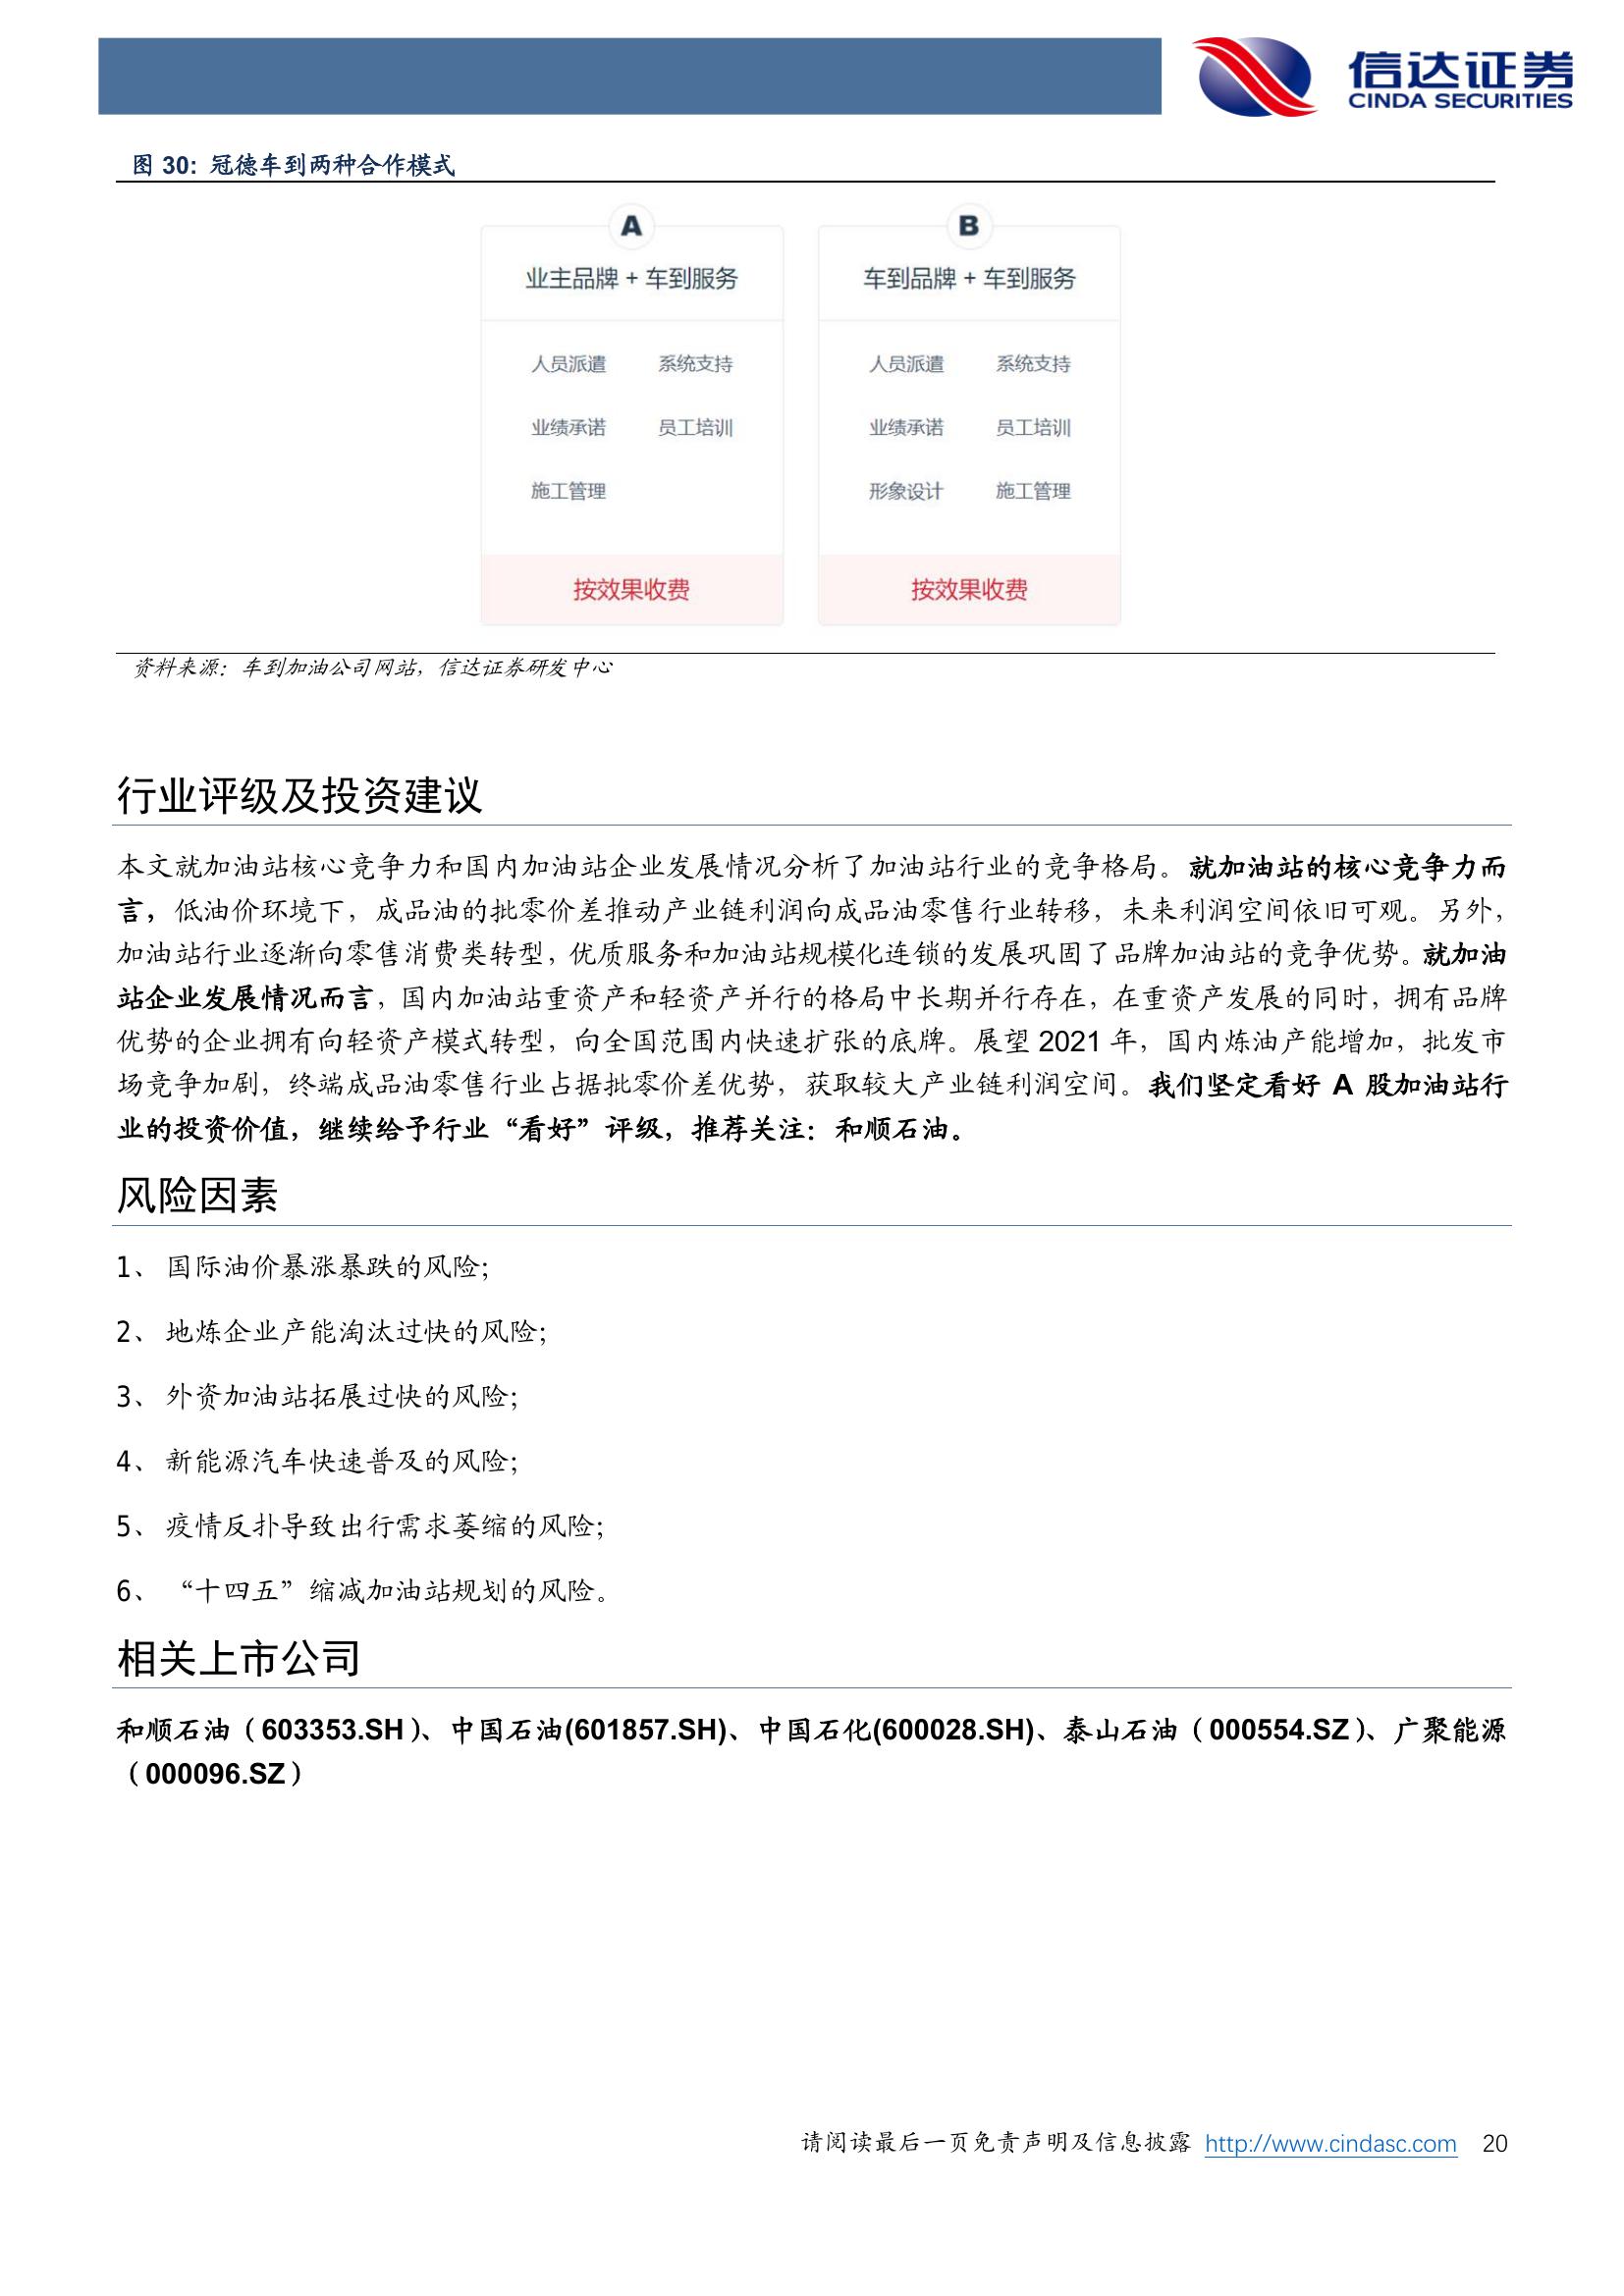 信达证券
CINDA SECURITIES
图 30: 冠德车到两种合作模式
A
业主品牌 + 车到服务
人员派遣 系统支持
业绩承诺 员工培训
施工管理
按效果收费
B
车到品牌 + 车到服务
人员派遣 系统支持
业绩承诺 员工培训
形象设计 施工管理
按效果收费
资料来源：车到加油公司网站，信达证券研发中心
行业评级及投资建议
本文就加油站核心竞争力和国内加油站企业发展情况分析了加油站行业的竞争格局。就加油站的核心竞争力而
言，低油价环境下，成品油的批零价差推动产业链利润向成品油零售行业转移，未来利润空间依旧可观。另外，
加油站行业逐渐向零售消费类转型，优质服务和加油站规模化连锁的发展巩固了品牌加油站的竞争优势。就加油
站企业发展情况而言，国内加油站重资产和轻资产并行的格局中长期并行存在，在重资产发展的同时，拥有品牌
优势的企业拥有向轻资产模式转型，向全国范围内快速扩张的底牌。展望 2021 年，国内炼油产能增加，批发市
场竞争加剧，终端成品油零售行业占据批零价差优势，获取较大产业链利润空间。我们坚定看好 A 股加油站行
业的投资价值，继续给予行业“看好”评级，推荐关注：和顺石油。
风险因素
1、 国际油价暴涨暴跌的风险；
2、 地炼企业产能淘汰过快的风险；
3、 外资加油站拓展过快的风险；
4、 新能源汽车快速普及的风险；
5、 疫情反扑导致出行需求萎缩的风险；
6、 “十四五”缩减加油站规划的风险。
相关上市公司
和顺石油（603353.SH）、中国石油(601857.SH)、中国石化(600028.SH)、泰山石油（000554.SZ）、广聚能源
（000096.SZ）
请阅读最后一页免责声明及信息披露 http://www.cindasc.com 20